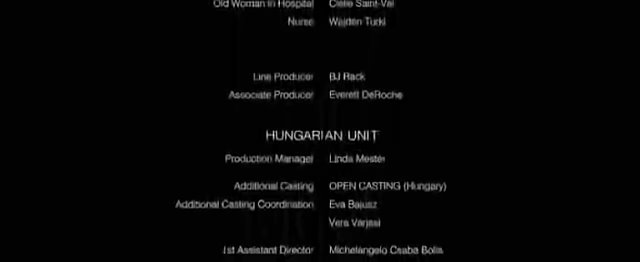 Old Woman in Hospital Cielle Saint-Val
Nurse Wajden Turki
Line Producer BJ Rack
Associate Producer Everett DeRoche
HUNGARIAN UNIT
Production Manager Linda Mester
Additional Casting OPEN CASTING (Hungary)
Additional Casting Coordination Eva Bajusz
Vera Varjasi
1st Assistant Director Michelangelo Csaba Bolla